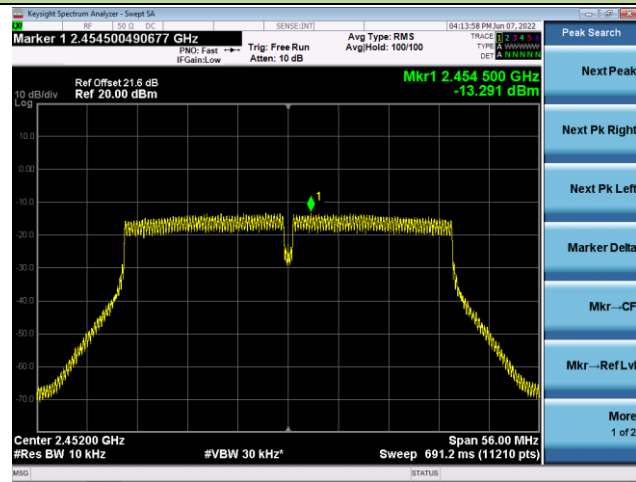 Keysight Spectrum Analyzer - Swept SA
RF 50 Ω DC SENSE:INT 04:13:58 PM Jun 07, 2022
Marker 1 2.454500490677 GHz
PNO: Fast
IFGain:Low
Trig: Free Run
Atten: 10 dB
Avg Type: RMS
Avg|Hold: 100/100
TRACE 1 2 3 4 5 6
TYPE A WWWWW
DET A N N N N N
Peak Search
Ref Offset 21.6 dB
Ref 20.00 dBm
10 dB/div
Log
Mkr1 2.454 500 GHz
-13.291 dBm
Next Peak
10.0
0.00
-10.0
-20.0
-30.0
-40.0
-50.0
-60.0
-70.0
1
Next Pk Right
Next Pk Left
Marker Delta
Mkr→CF
Mkr→Ref Lvl
More
1 of 2
Center 2.45200 GHz
#Res BW 10 kHz
#VBW 30 kHz*
Span 56.00 MHz
Sweep 691.2 ms (11210 pts)
MSG STATUS